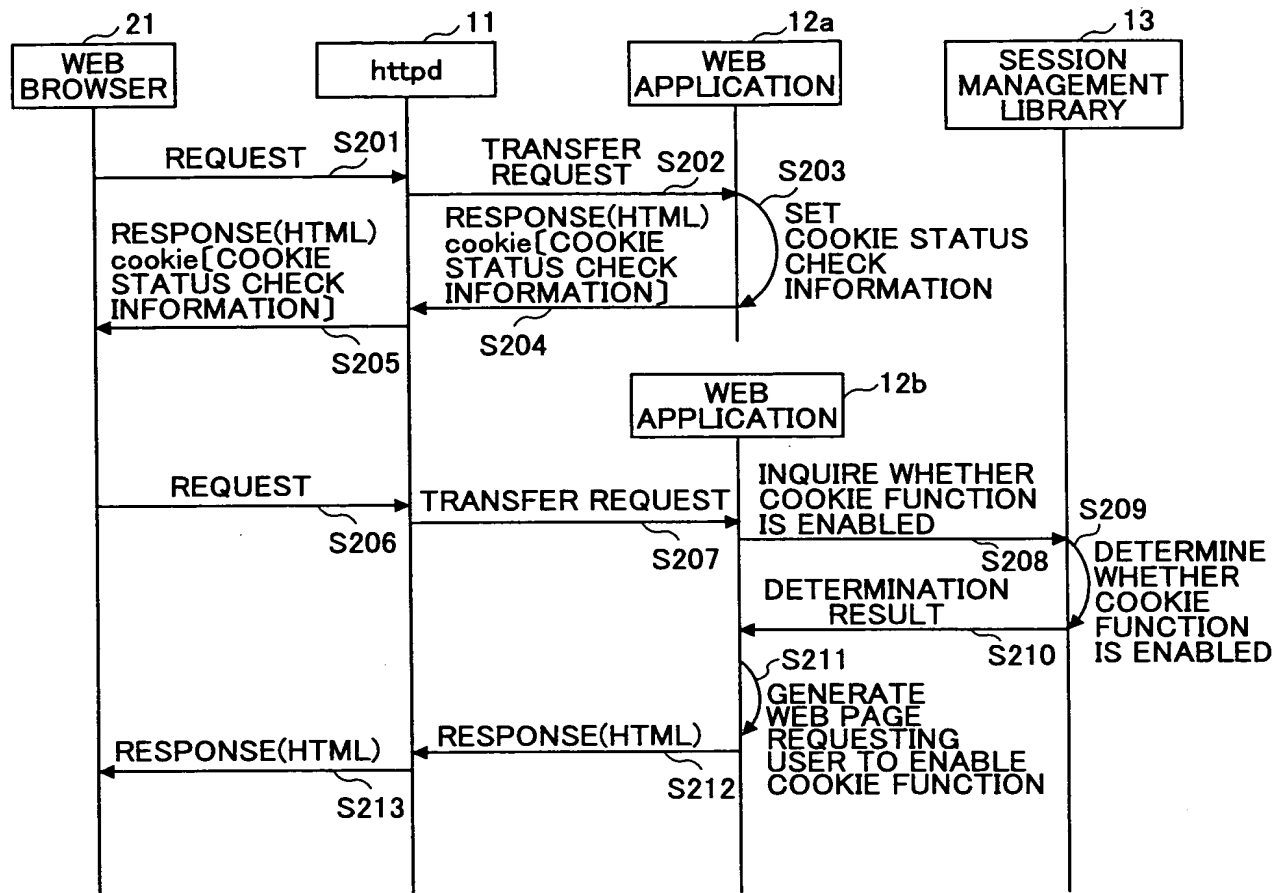 21
11
12a
13
WEB
BROWSER
httpd
WEB
APPLICATION
SESSION
MANAGEMENT
LIBRARY
REQUEST
S201
TRANSFER
REQUEST
S202
S203
SET
COOKIE STATUS
CHECK
INFORMATION
RESPONSE(HTML)
cookie[COOKIE
STATUS CHECK
INFORMATION]
S204
RESPONSE(HTML)
cookie[COOKIE
STATUS CHECK
INFORMATION]
S205
WEB
APPLICATION
12b
REQUEST
S206
TRANSFER REQUEST
S207
INQUIRE WHETHER
COOKIE FUNCTION
IS ENABLED
S208
S209
DETERMINE
WHETHER
COOKIE
FUNCTION
IS ENABLED
DETERMINATION
RESULT
S210
S211
GENERATE
WEB PAGE
REQUESTING
USER TO ENABLE
COOKIE FUNCTION
RESPONSE(HTML)
S212
RESPONSE(HTML)
S213